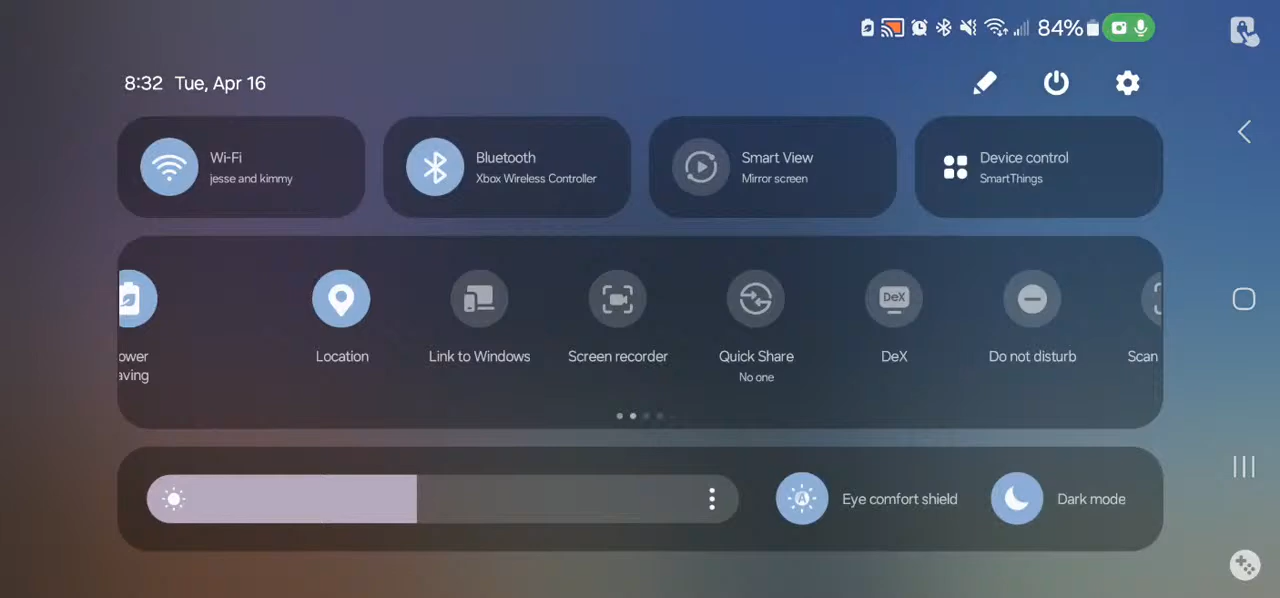 84%
8:32 Tue, Apr 16
Wi-Fi
jesse and kimmy
Bluetooth
Xbox Wireless Controller
Smart View
Mirror screen
Device control
SmartThings
ower
aving
Location
Link to Windows
Screen recorder
Quick Share
No one
DeX
DeX
Do not disturb
Scan
A
Eye comfort shield
Dark mode